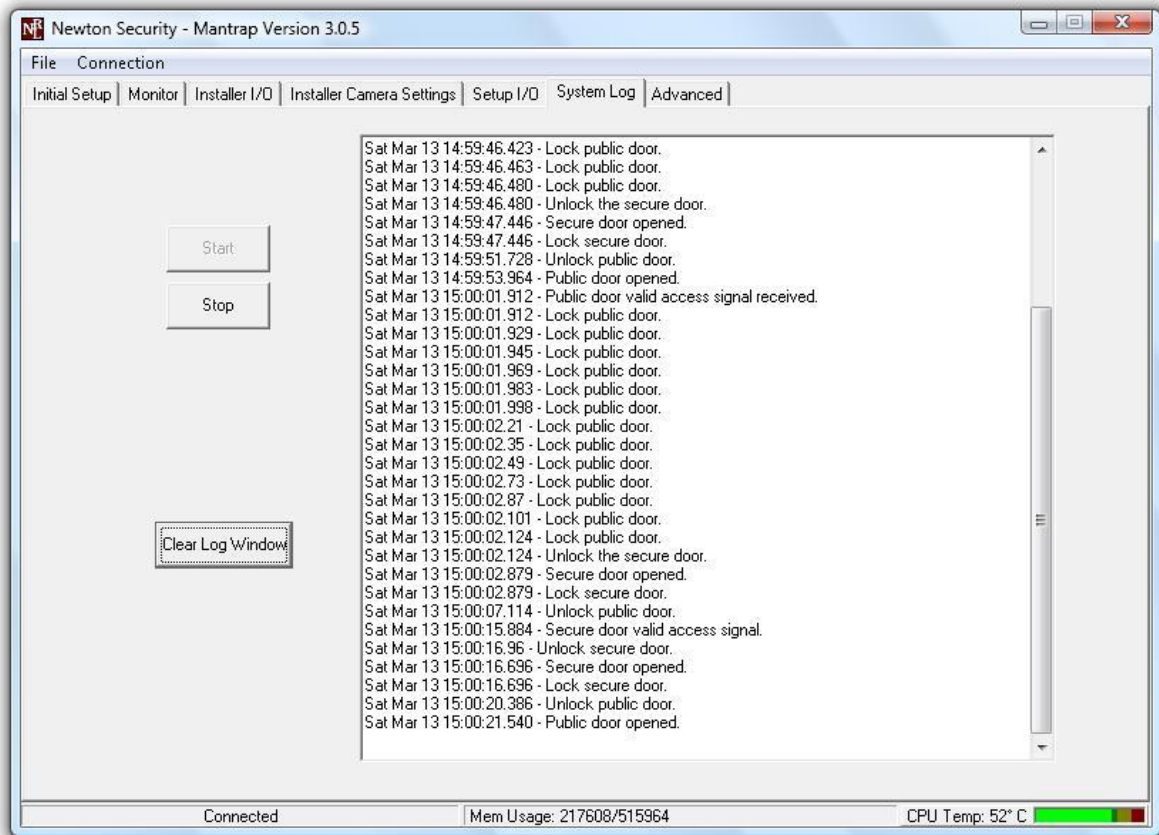 Newton Security - Mantrap Version 3.0.5
File Connection
Initial Setup Monitor Installer I/O Installer Camera Settings Setup I/O System Log Advanced
Sat Mar 13 14:59:46.423 - Lock public door.
Sat Mar 13 14:59:46.463 - Lock public door.
Sat Mar 13 14:59:46.480 - Lock public door.
Sat Mar 13 14:59:46.480 - Unlock the secure door.
Sat Mar 13 14:59:47.446 - Secure door opened.
Sat Mar 13 14:59:47.446 - Lock secure door.
Sat Mar 13 14:59:51.728 - Unlock public door.
Sat Mar 13 14:59:53.964 - Public door opened.
Sat Mar 13 15:00:01.912 - Public door valid access signal received.
Sat Mar 13 15:00:01.912 - Lock public door.
Sat Mar 13 15:00:01.929 - Lock public door.
Sat Mar 13 15:00:01.945 - Lock public door.
Sat Mar 13 15:00:01.969 - Lock public door.
Sat Mar 13 15:00:01.983 - Lock public door.
Sat Mar 13 15:00:01.998 - Lock public door.
Sat Mar 13 15:00:02.21 - Lock public door.
Sat Mar 13 15:00:02.35 - Lock public door.
Sat Mar 13 15:00:02.49 - Lock public door.
Sat Mar 13 15:00:02.73 - Lock public door.
Sat Mar 13 15:00:02.87 - Lock public door.
Sat Mar 13 15:00:02.101 - Lock public door.
Sat Mar 13 15:00:02.124 - Lock public door.
Sat Mar 13 15:00:02.124 - Unlock the secure door.
Sat Mar 13 15:00:02.879 - Secure door opened.
Sat Mar 13 15:00:02.879 - Lock secure door.
Sat Mar 13 15:00:07.114 - Unlock public door.
Sat Mar 13 15:00:15.884 - Secure door valid access signal.
Sat Mar 13 15:00:16.96 - Unlock secure door.
Sat Mar 13 15:00:16.696 - Secure door opened.
Sat Mar 13 15:00:16.696 - Lock secure door.
Sat Mar 13 15:00:20.386 - Unlock public door.
Sat Mar 13 15:00:21.540 - Public door opened.
Start
Stop
Clear Log Window
Connected
Mem Usage: 217608/515964
CPU Temp: 52° C